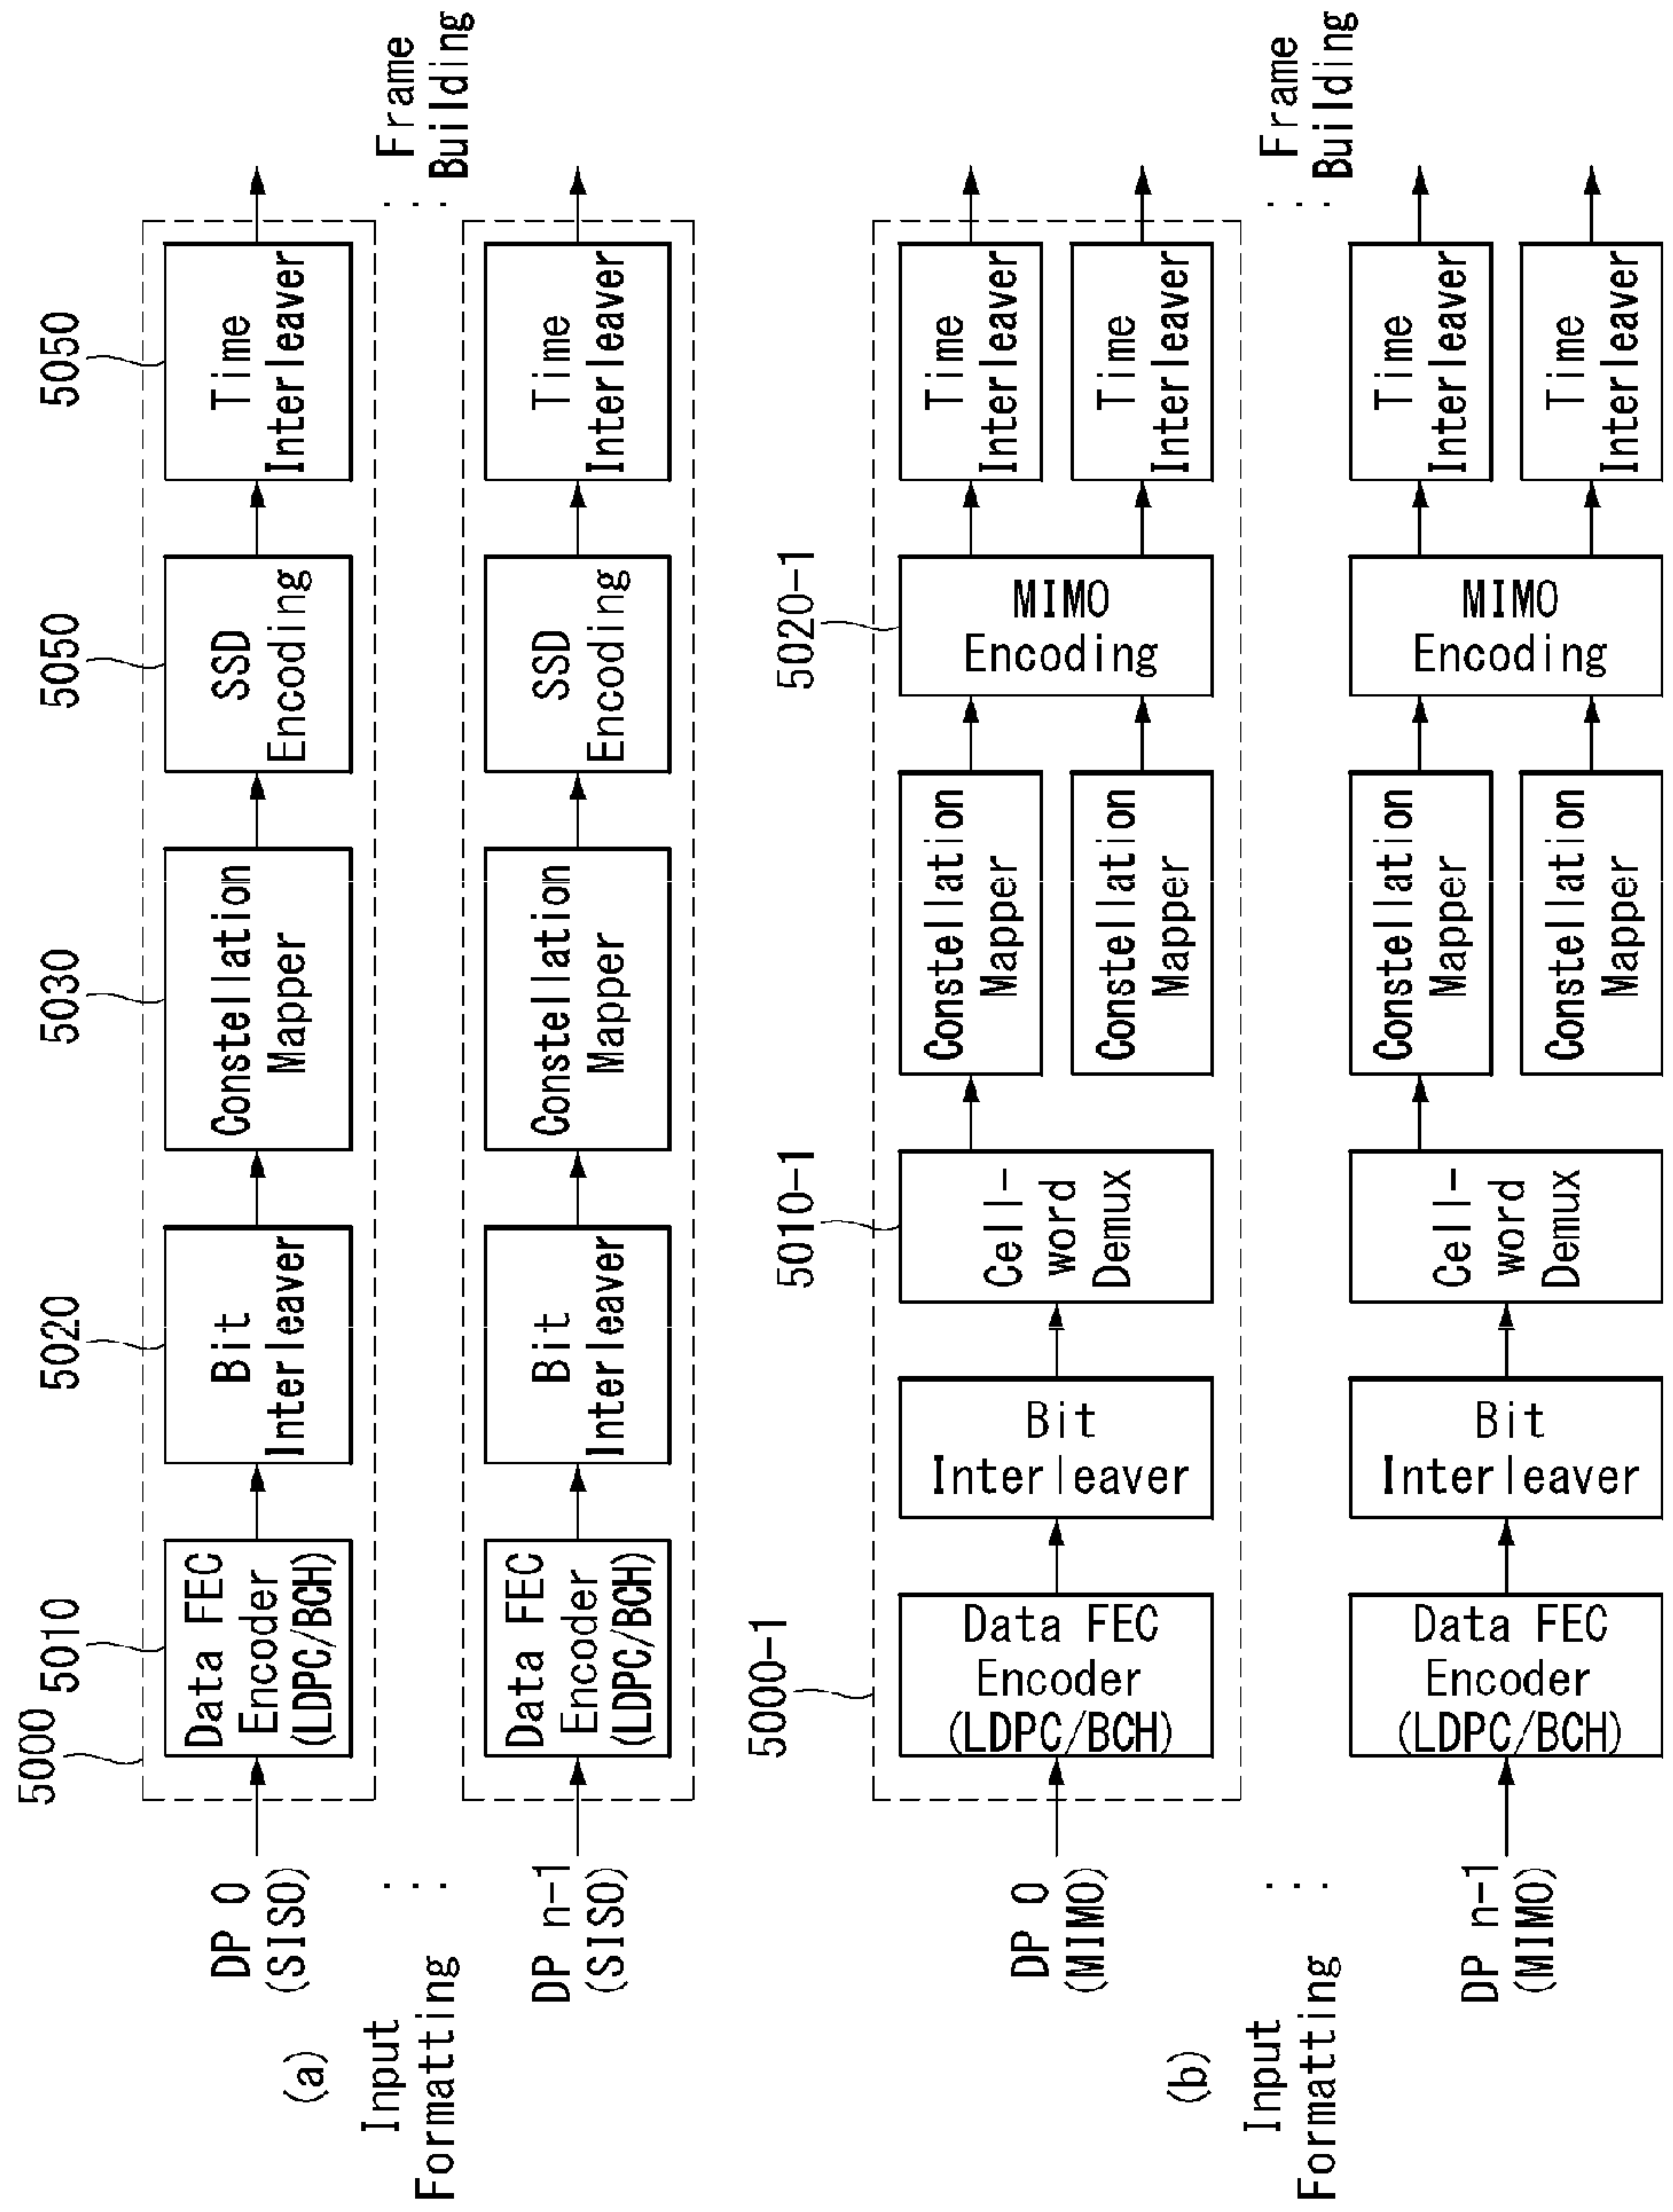 (a)
Input
Formatting
DP 0
(SISO)
...
DP n-1
(SISO)
5000
5010
Data FEC
Encoder
(LDPC/BCH)
5020
Bit
Interleaver
5030
Constellation
Mapper
5050
SSD
Encoding
5050
Time
Interleaver
Data FEC
Encoder
(LDPC/BCH)
Bit
Interleaver
Constellation
Mapper
SSD
Encoding
Time
Interleaver
...
Frame
Building
(b)
Input
Formatting
DP 0
(MIMO)
...
DP n-1
(MIMO)
5000-1
Data FEC
Encoder
(LDPC/BCH)
Bit
Interleaver
5010-1
Cell-
word
Demux
Constellation
Mapper
Constellation
Mapper
5020-1
MIMO
Encoding
Time
Interleaver
Time
Interleaver
Data FEC
Encoder
(LDPC/BCH)
Bit
Interleaver
Cell-
word
Demux
Constellation
Mapper
Constellation
Mapper
MIMO
Encoding
Time
Interleaver
Time
Interleaver
...
Frame
Building